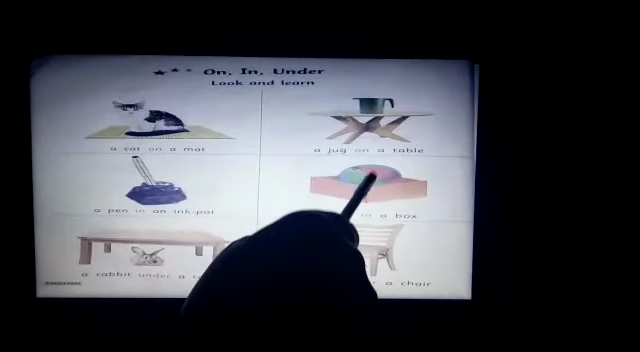 On, In, Under
Look and learn
a cat on a mat
a jug on a table
a pen in an ink-pot
in a box
a rabbit under a
a chair